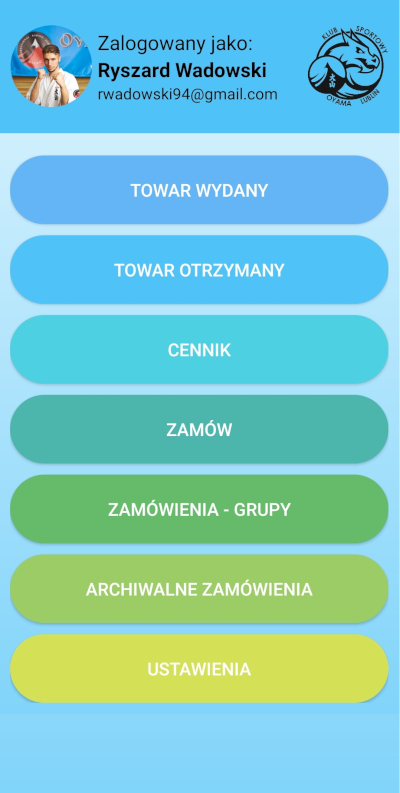 Zalogowany jako:
Ryszard Wadowski
rwadowski94@gmail.com
KLUB SPORTOWY
OYAMA LUBLIN
TOWAR WYDANY
TOWAR OTRZYMANY
CENNIK
ZAMÓW
ZAMÓWIENIA - GRUPY
ARCHIWALNE ZAMÓWIENIA
USTAWIENIA